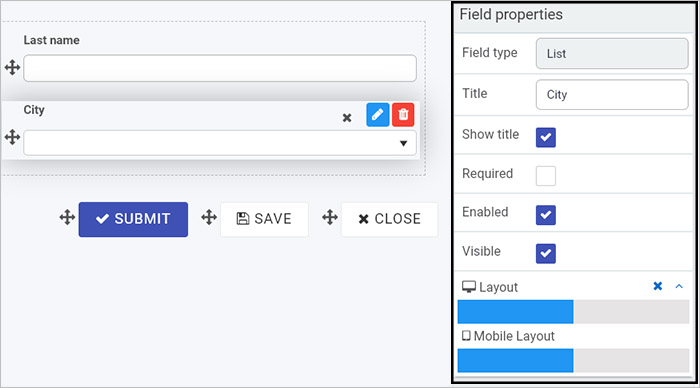 Last name
City
SUBMIT
SAVE
CLOSE
Field properties
Field type
List
Title
City
Show title
Required
Enabled
Visible
Layout
Mobile Layout